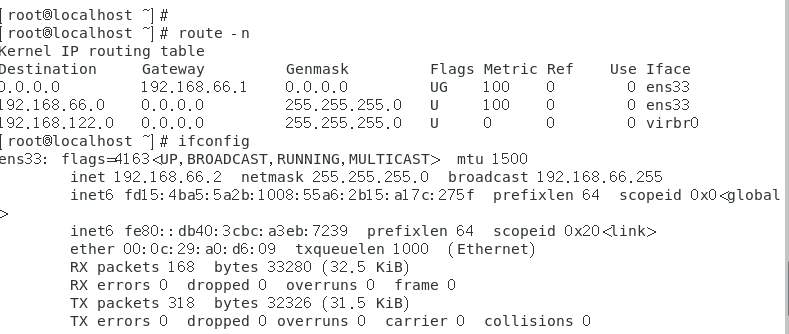 [root@localhost ~]#
[root@localhost ~]# route -n
Kernel IP routing table
Destination     Gateway         Genmask         Flags Metric Ref    Use Iface
0.0.0.0         192.168.66.1    0.0.0.0         UG    100    0        0 ens33
192.168.66.0    0.0.0.0         255.255.255.0   U     100    0        0 ens33
192.168.122.0   0.0.0.0         255.255.255.0   U     0      0        0 virbr0
[root@localhost ~]# ifconfig
ens33: flags=4163<UP,BROADCAST,RUNNING,MULTICAST>  mtu 1500
        inet 192.168.66.2  netmask 255.255.255.0  broadcast 192.168.66.255
        inet6 fd15:4ba5:5a2b:1008:55a6:2b15:a17c:275f  prefixlen 64  scopeid 0x0<global
>
        inet6 fe80::db40:3cbc:a3eb:7239  prefixlen 64  scopeid 0x20<link>
        ether 00:0c:29:a0:d6:09  txqueuelen 1000  (Ethernet)
        RX packets 168  bytes 33280 (32.5 KiB)
        RX errors 0  dropped 0  overruns 0  frame 0
        TX packets 318  bytes 32326 (31.5 KiB)
        TX errors 0  dropped 0 overruns 0  carrier 0  collisions 0